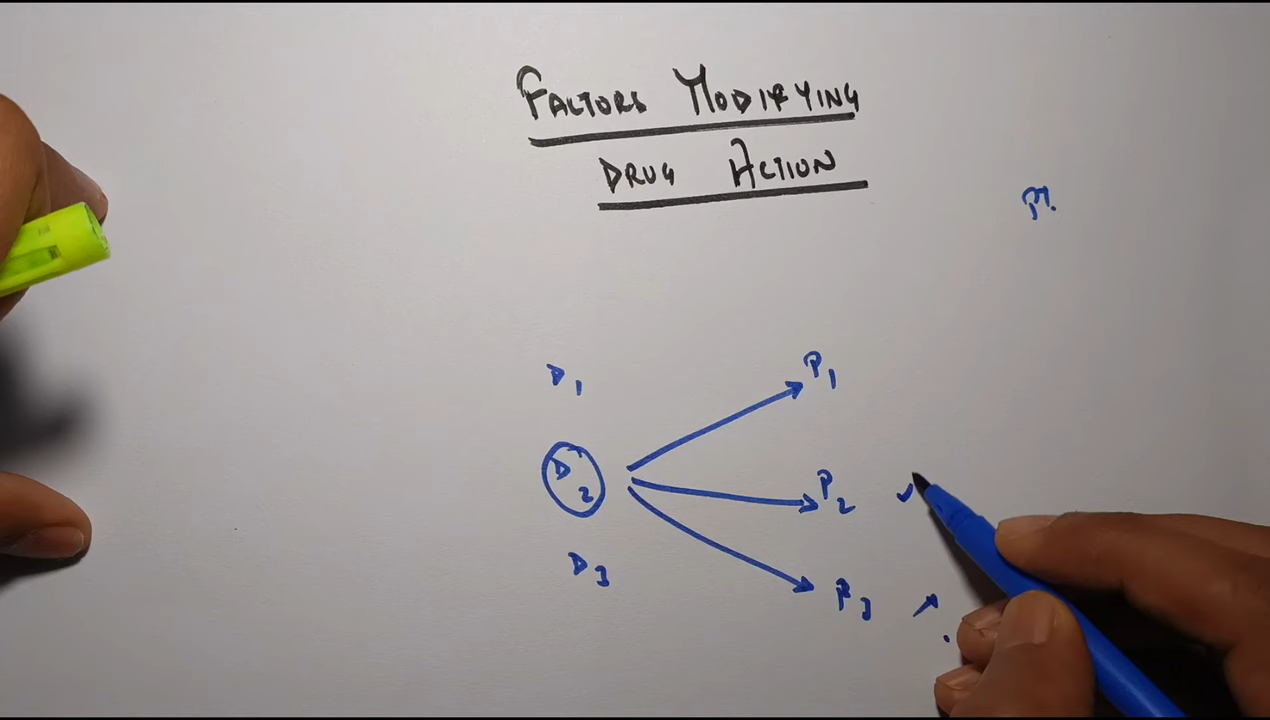 FACTORS MODIFYING
DRUG ACTION
D1
P1
D2
P2
D3
P3